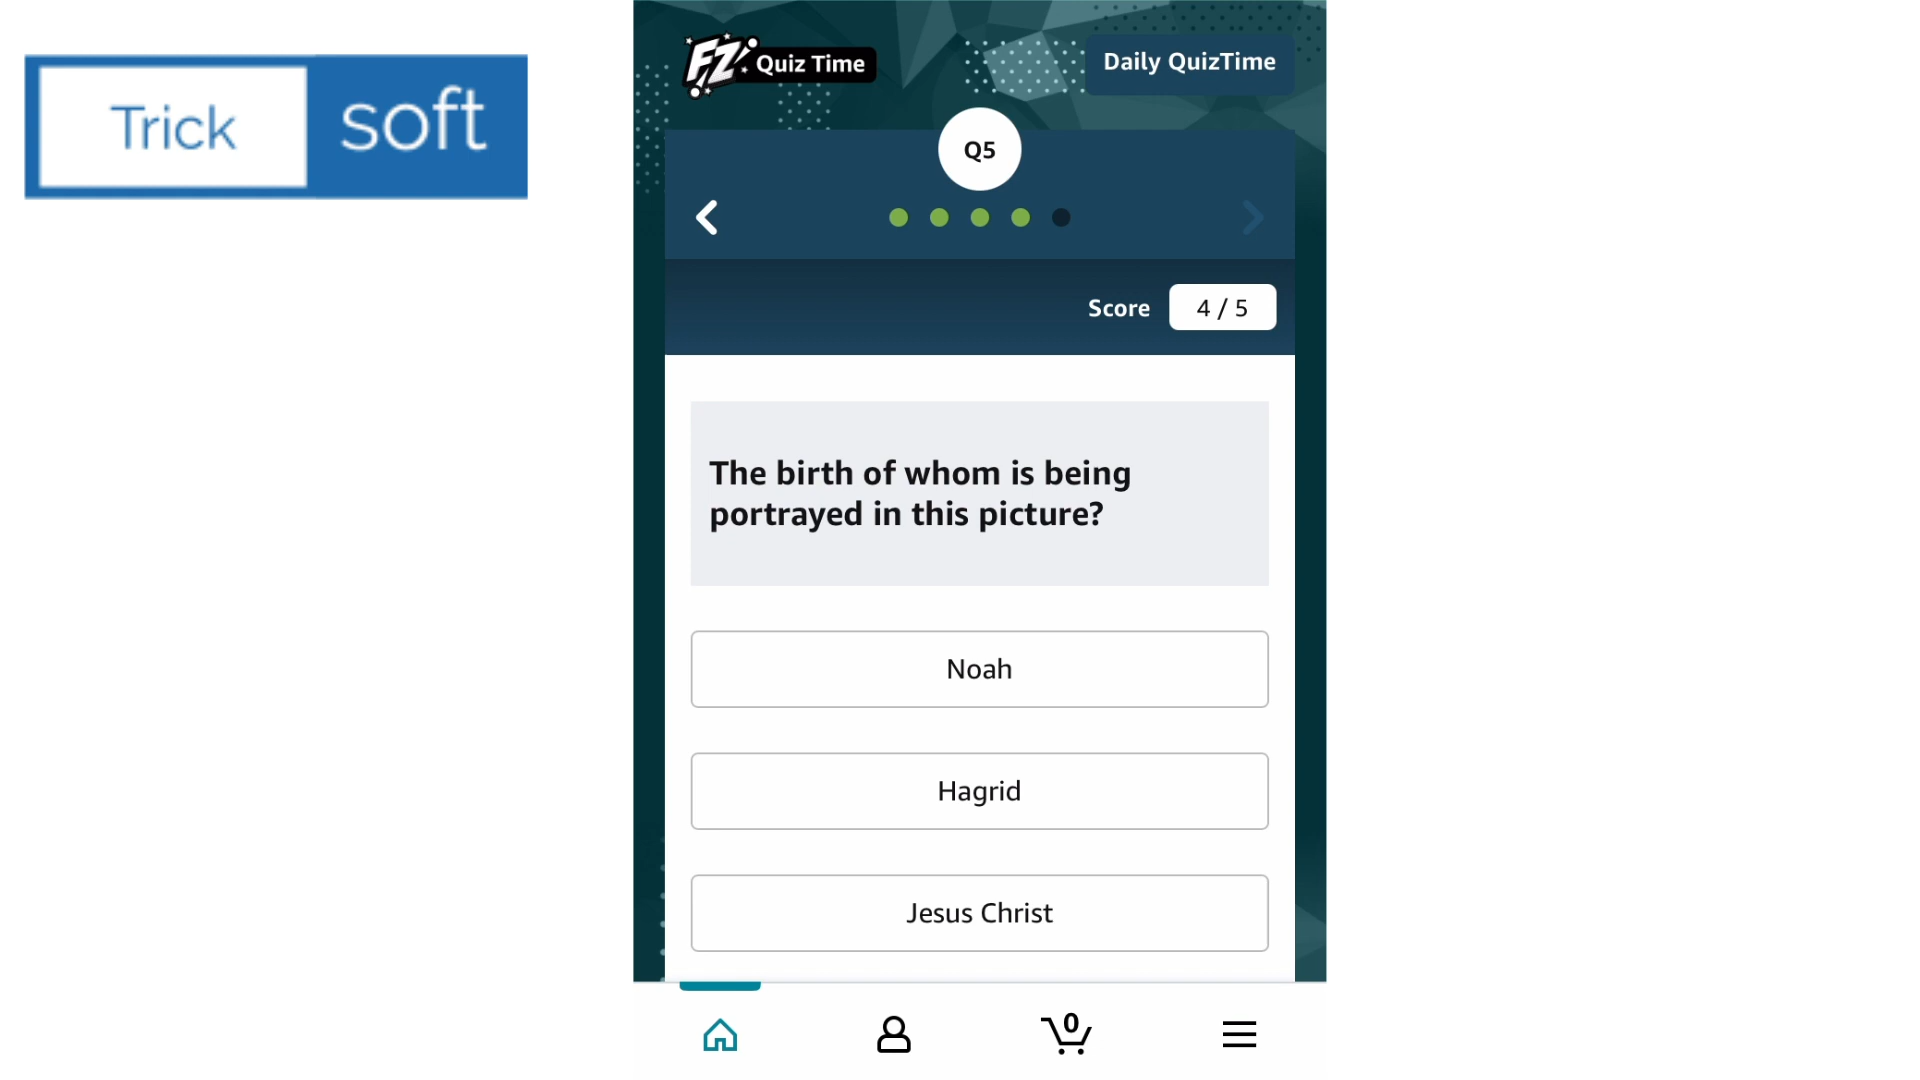 Trick soft
FZ Quiz Time
Daily QuizTime
Q5
Score 4 / 5
The birth of whom is being
portrayed in this picture?
Noah
Hagrid
Jesus Christ
0